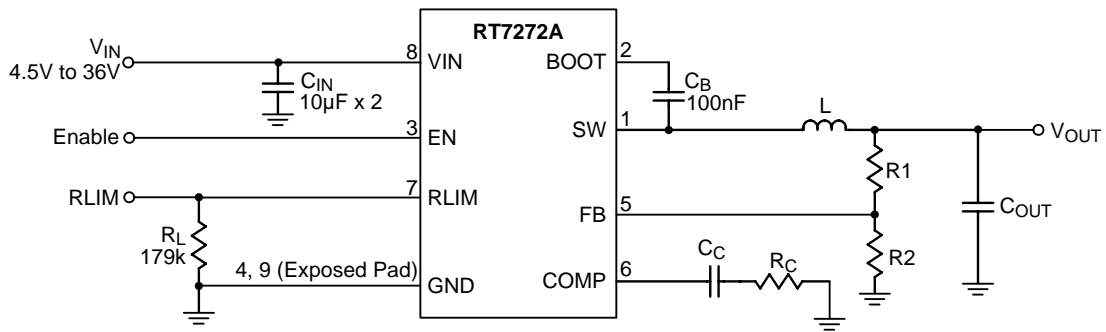 RT7272A
VIN
4.5V to 36V
8
VIN
CIN
10μF x 2
Enable
3
EN
RLIM
7
RLIM
RL
179k
4, 9 (Exposed Pad)
GND
BOOT
2
CB
100nF
SW
1
L
VOUT
R1
FB
5
COUT
R2
COMP
6
CC
RC